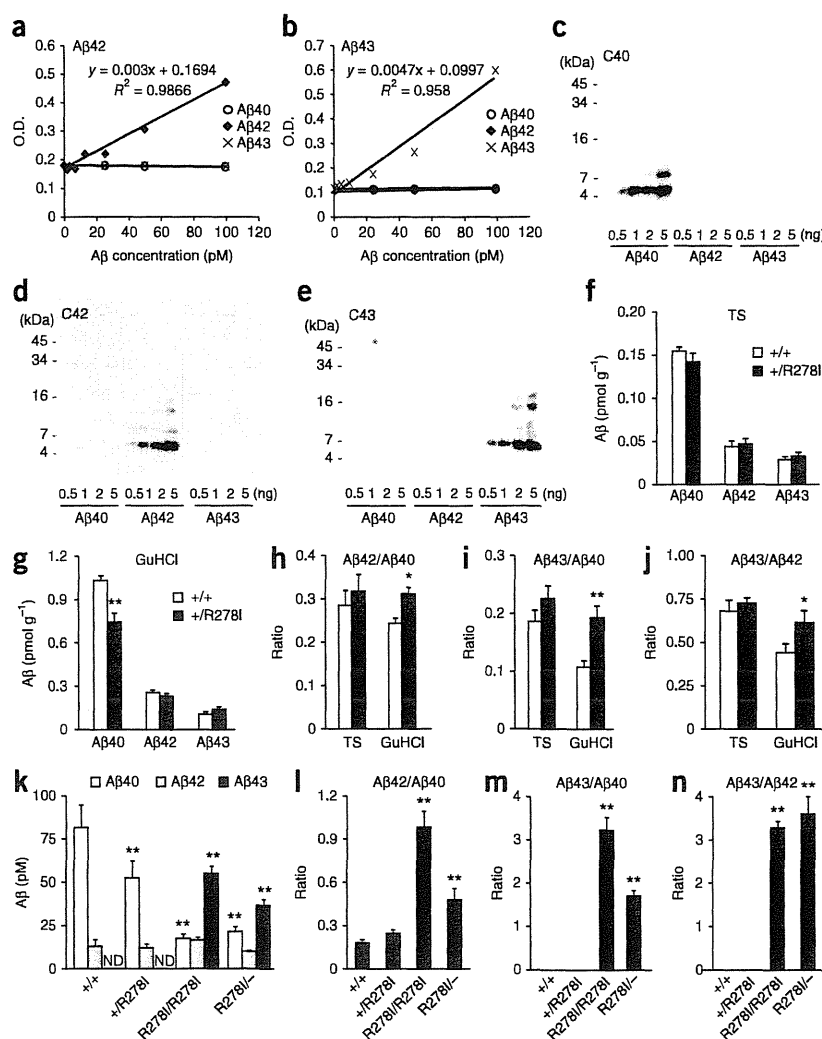 a
Aβ42
0.6
0.5
0.4
0.3
0.2
0.1
0
O.D.
y = 0.003x + 0.1694
R² = 0.9866
Aβ40
Aβ42
Aβ43
0 20 40 60 80 100 120
Aβ concentration (pM)
b
Aβ43
0.7
0.6
0.5
0.4
0.3
0.2
0.1
0
O.D.
y = 0.0047x + 0.0997
R² = 0.958
Aβ40
Aβ42
Aβ43
0 20 40 60 80 100 120
Aβ concentration (pM)
c
(kDa) C40
45 -
34 -
16 -
7 -
4 -
0.5 1 2 5 0.5 1 2 5 0.5 1 2 5 (ng)
Aβ40 Aβ42 Aβ43
d
(kDa) C42
45 -
34 -
16 -
7 -
4 -
0.5 1 2 5 0.5 1 2 5 0.5 1 2 5 (ng)
Aβ40 Aβ42 Aβ43
e
(kDa) C43
45 -
34 -
16 -
7 -
4 -
0.5 1 2 5 0.5 1 2 5 0.5 1 2 5 (ng)
Aβ40 Aβ42 Aβ43
f
TS
0.20
0.15
0.10
0.05
0
Aβ (pmol g⁻¹)
+/+
+/R278I
Aβ40 Aβ42 Aβ43
g
GuHCl
1.2
0.9
0.6
0.3
0
Aβ (pmol g⁻¹)
**
+/+
+/R278I
Aβ40 Aβ42 Aβ43
h
Aβ42/Aβ40
0.4
0.3
0.2
0.1
0
Ratio
*
TS GuHCl
i
Aβ43/Aβ40
0.3
0.2
0.1
0
Ratio
**
TS GuHCl
j
Aβ43/Aβ42
1.00
0.75
0.50
0.25
0
Ratio
*
TS GuHCl
k
Aβ40 Aβ42 Aβ43
100
75
50
25
0
Aβ (pM)
** ** ** ** **
ND ND
+/+ +/R278I R278I/R278I R278I/–
l
Aβ42/Aβ40
1.2
0.9
0.6
0.3
0
Ratio
** **
+/+ +/R278I R278I/R278I R278I/–
m
Aβ43/Aβ40
4
3
2
1
0
Ratio
** **
+/+ +/R278I R278I/R278I R278I/–
n
Aβ43/Aβ42
4
3
2
1
0
Ratio
** **
+/+ +/R278I R278I/R278I R278I/–